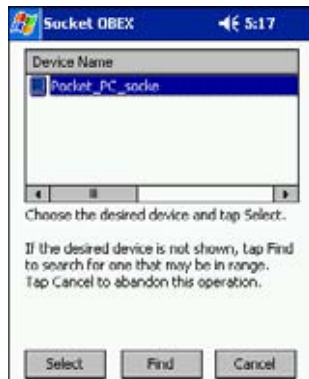 Socket OBEX 5:17
Device Name
Pocket_PC_socke
Choose the desired device and tap Select.
If the desired device is not shown, tap Find
to search for one that may be in range.
Tap Cancel to abandon this operation.
Select Find Cancel